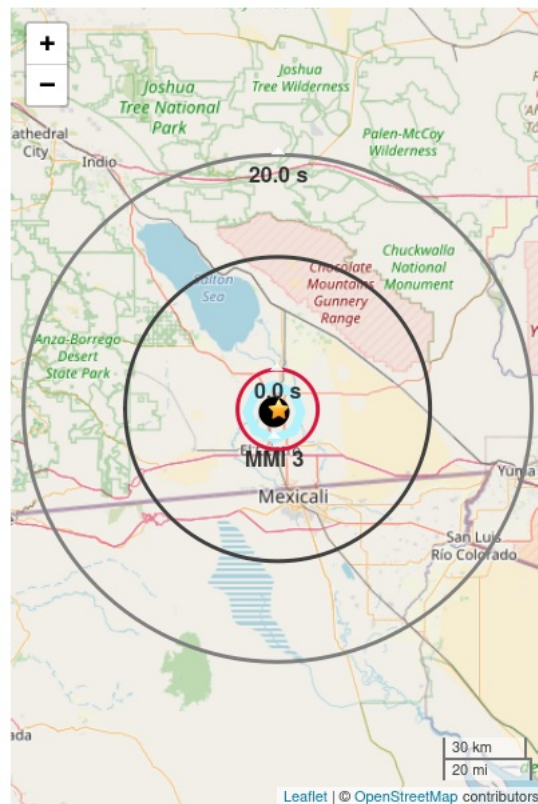 +
−
Joshua
Tree National
Park
Joshua
Tree Wilderness
Palen-McCoy
Wilderness
athedral
City
Indio
20.0 s
Salton
Sea
Chocolate
Mountains
Gunnery
Range
Chuckwalla
National
Monument
Anza-Borrego
Desert
State Park
0.0 s
MMI 3
Mexicali
Yuma
San Luis
Río Colorado
ada
30 km
20 mi
Leaflet | © OpenStreetMap contributors